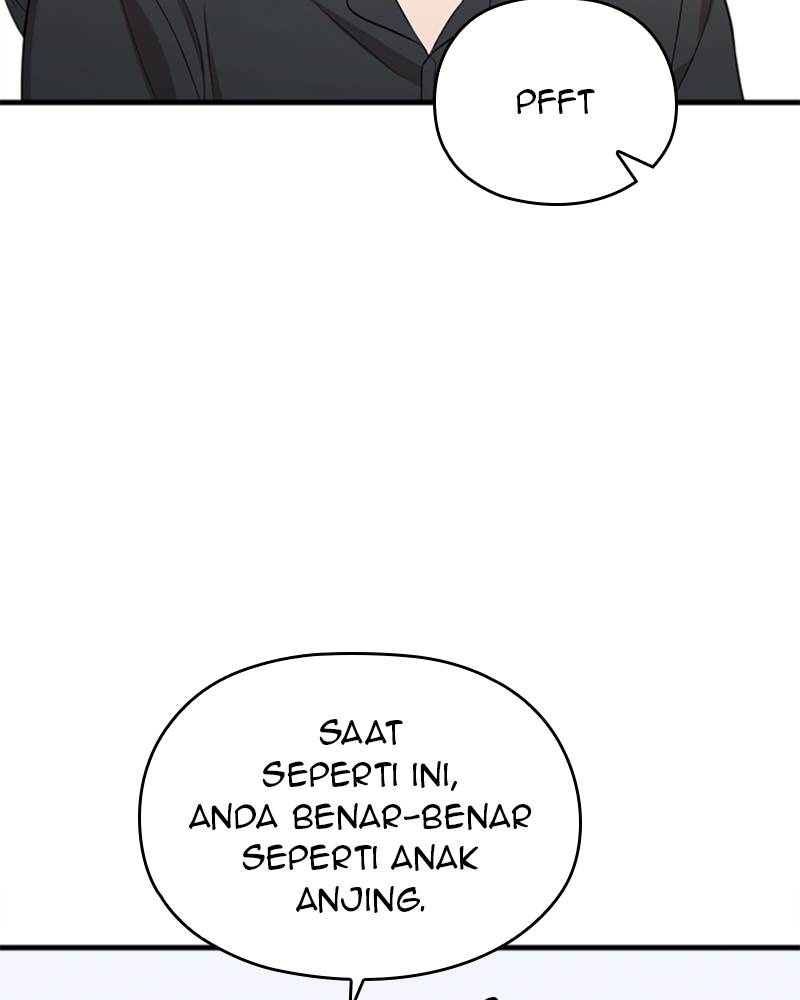 PFFT
SAAT
SEPERTI INI,
ANDA BENAR-BENAR
SEPERTI ANAK
ANJING.